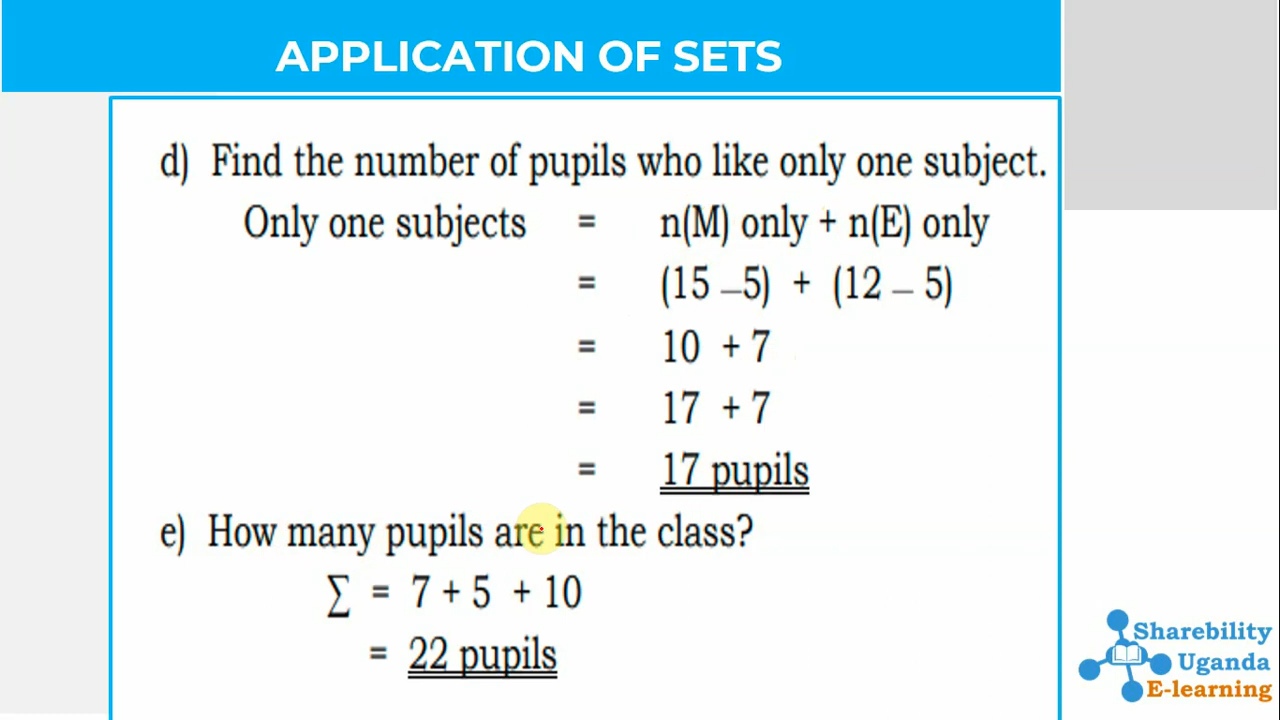 APPLICATION OF SETS
d) Find the number of pupils who like only one subject.
Only one subjects = n(M) only + n(E) only
= (15 –5) + (12 – 5)
= 10 + 7
= 17 + 7
= 17 pupils
e) How many pupils are in the class?
∑ = 7 + 5 + 10
= 22 pupils
Sharebility
Uganda
E-learning